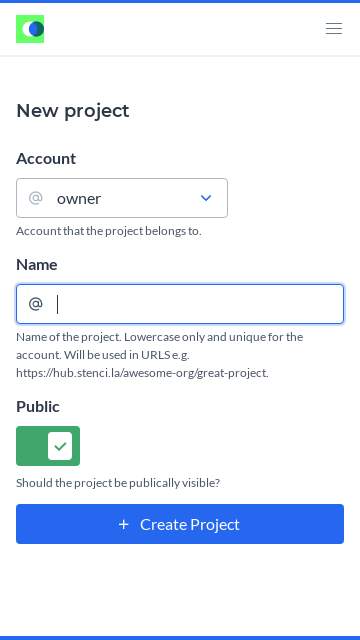 New project
Account
@ owner
Account that the project belongs to.
Name
@
Name of the project. Lowercase only and unique for the
account. Will be used in URLS e.g.
https://hub.stenci.la/awesome-org/great-project.
Public
Should the project be publically visible?
+ Create Project